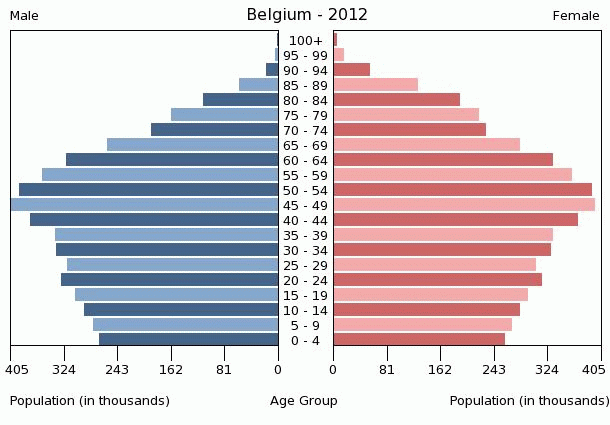 Belgium - 2012
Male
Female
100+
95 - 99
90 - 94
85 - 89
80 - 84
75 - 79
70 - 74
65 - 69
60 - 64
55 - 59
50 - 54
45 - 49
40 - 44
35 - 39
30 - 34
25 - 29
20 - 24
15 - 19
10 - 14
5 - 9
0 - 4
405 324 243 162 81 0 0 81 162 243 324 405
Population (in thousands) Age Group Population (in thousands)